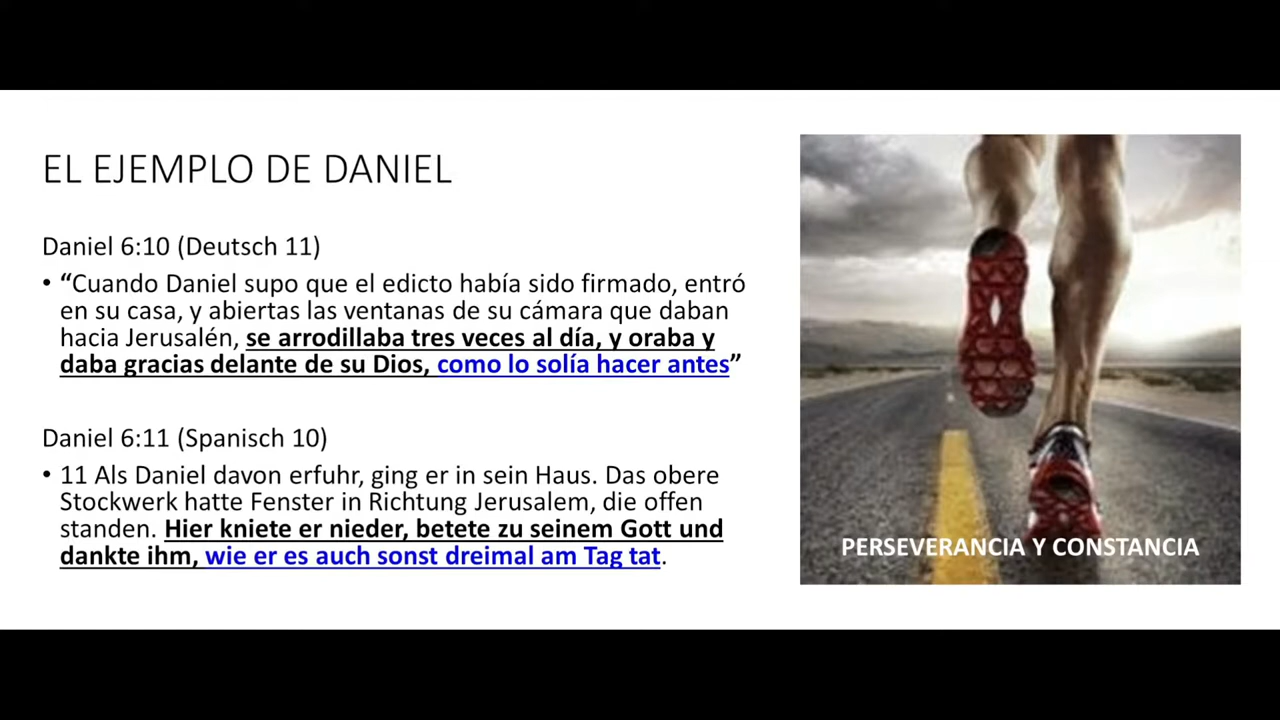 EL EJEMPLO DE DANIEL
Daniel 6:10 (Deutsch 11)
• “Cuando Daniel supo que el edicto había sido firmado, entró
en su casa, y abiertas las ventanas de su cámara que daban
hacia Jerusalén, se arrodillaba tres veces al día, y oraba y
daba gracias delante de su Dios, como lo solía hacer antes”
Daniel 6:11 (Spanisch 10)
• 11 Als Daniel davon erfuhr, ging er in sein Haus. Das obere
Stockwerk hatte Fenster in Richtung Jerusalem, die offen
standen. Hier kniete er nieder, betete zu seinem Gott und
dankte ihm, wie er es auch sonst dreimal am Tag tat.
PERSEVERANCIA Y CONSTANCIA